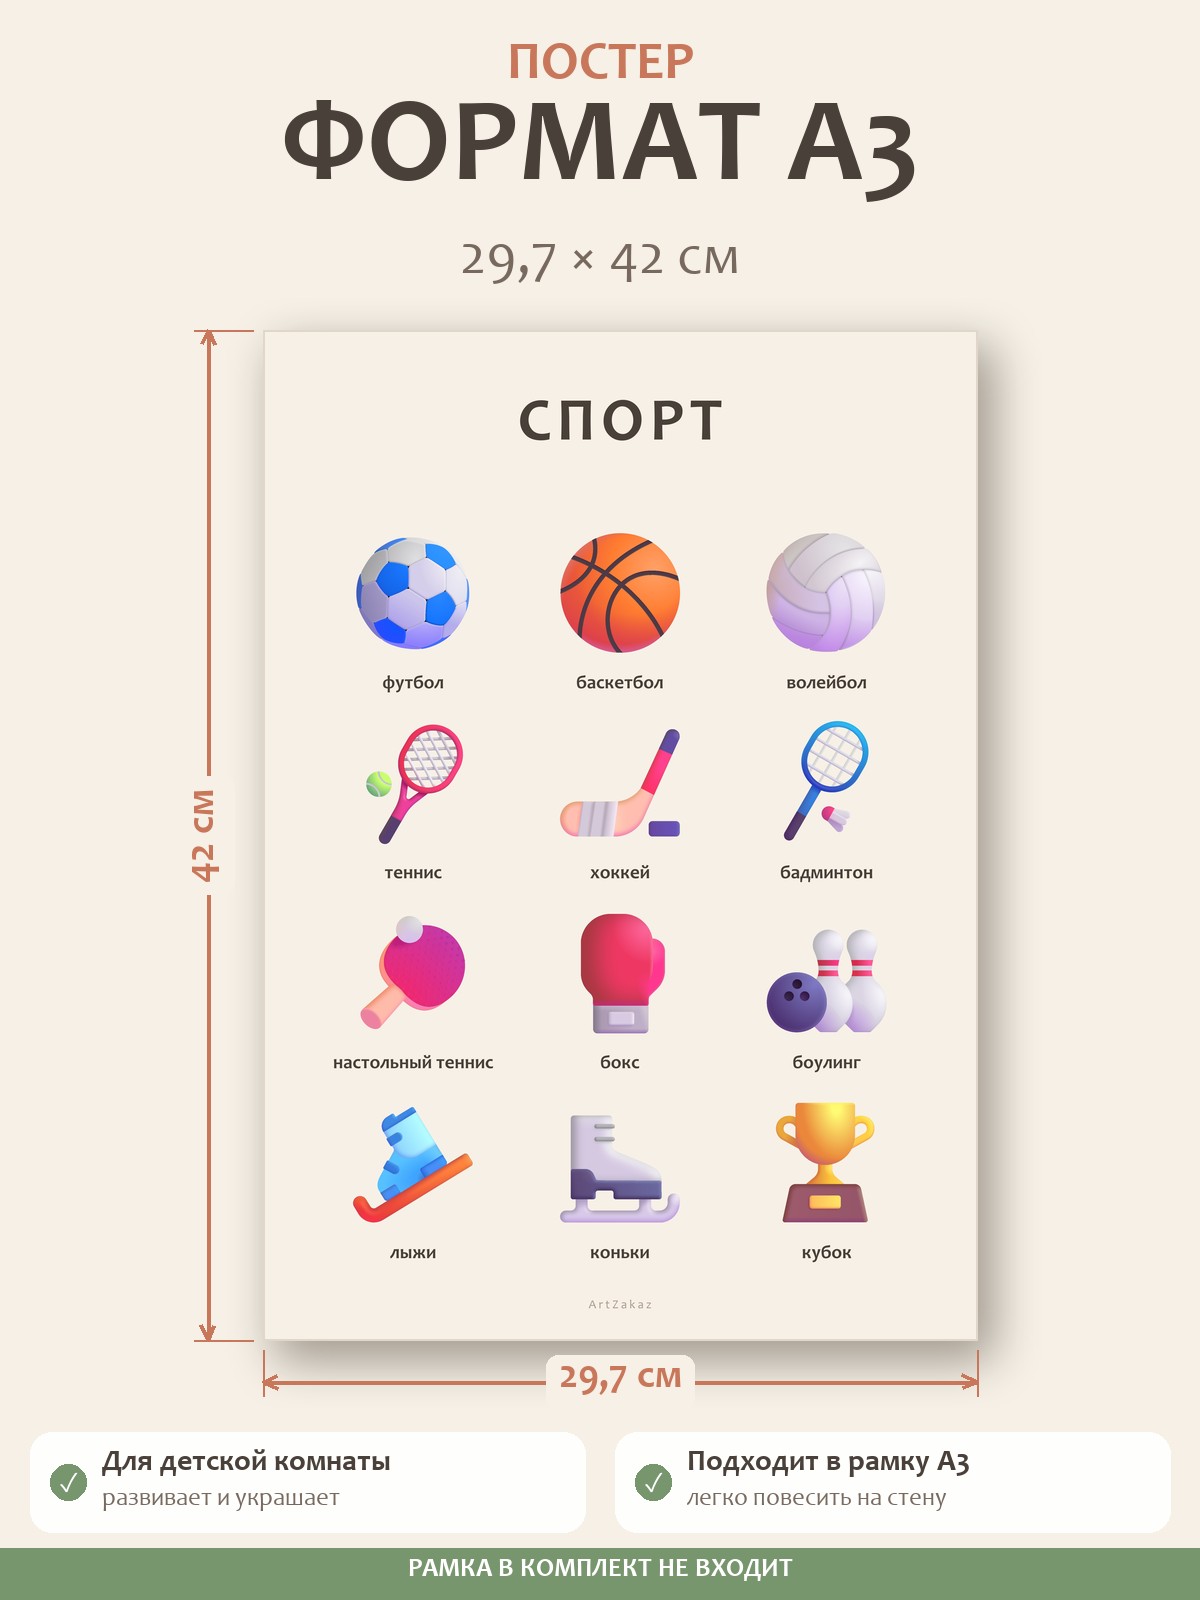 ПОСТЕР
ФОРМАТ А3
29,7 × 42 см
СПОРТ
футбол
баскетбол
волейбол
теннис
хоккей
бадминтон
42 см
настольный теннис
бокс
боулинг
лыжи
коньки
кубок
ArtZakaz
29,7 см
Для детской комнаты
развивает и украшает
Подходит в рамку А3
легко повесить на стену
РАМКА В КОМПЛЕКТ НЕ ВХОДИТ